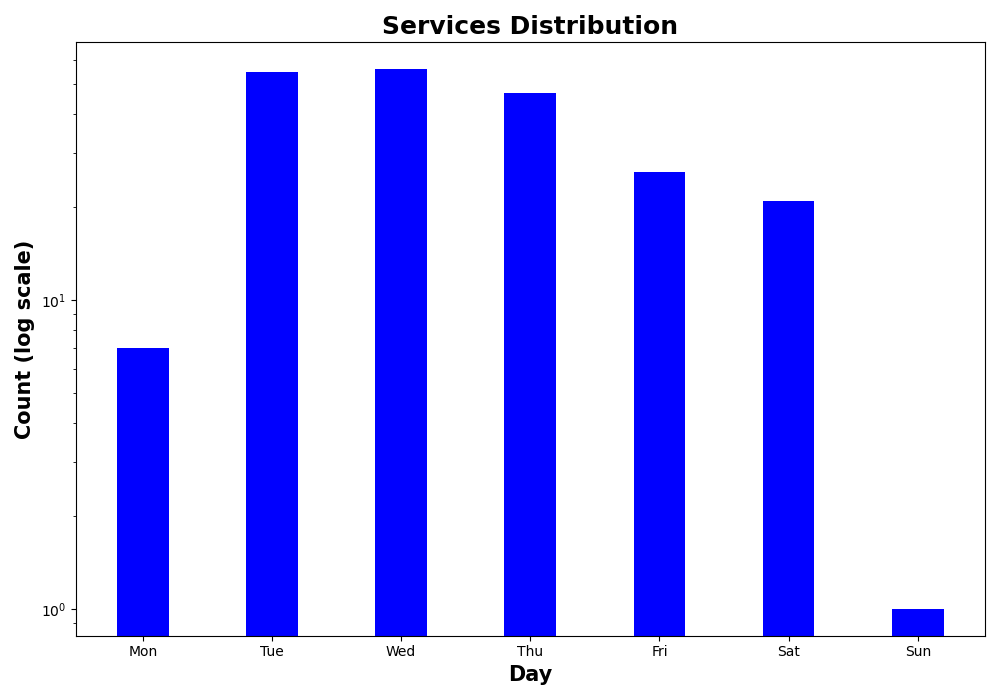 Services Distribution
Count (log scale)
10¹
10⁰
Mon Tue Wed Thu Fri Sat Sun
Day